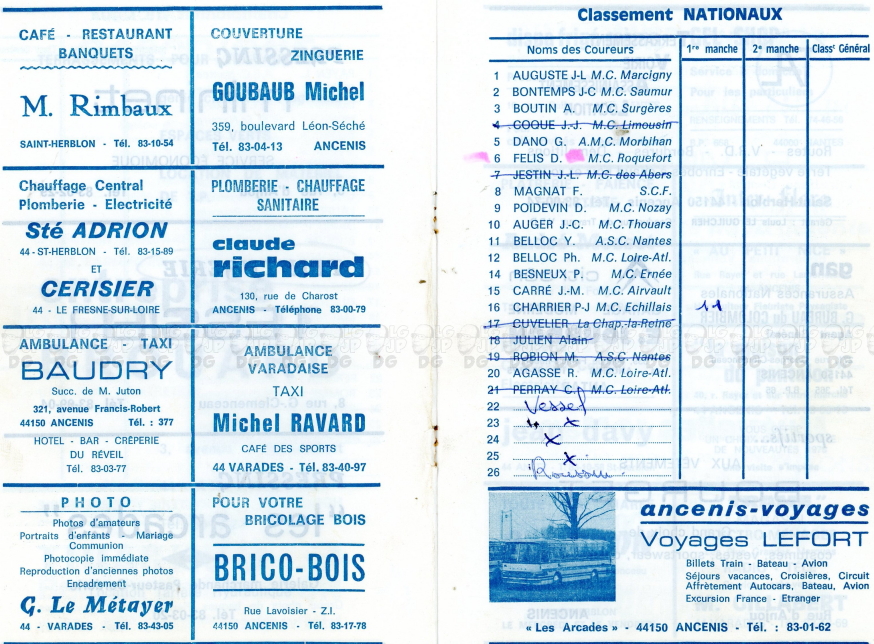 CAFÉ - RESTAURANT
BANQUETS
M. Rimbaux
SAINT-HERBLON - Tél. 83-10-54
COUVERTURE
ZINGUERIE
GOUBAUB Michel
359, boulevard Léon-Séché
Tél. 83-04-13 ANCENIS
Chauffage Central
Plomberie - Electricité
Sté ADRION
44 - ST-HERBLON - Tél. 83-15-89
ET
CERISIER
44 - LE FRESNE-SUR-LOIRE
PLOMBERIE - CHAUFFAGE
SANITAIRE
claude
richard
130, rue de Charost
ANCENIS - Téléphone 83-00-79
AMBULANCE - TAXI
BAUDRY
Succ. de M. Juton
321, avenue Francis-Robert
44150 ANCENIS Tél. : 377
HOTEL - BAR - CRÊPERIE
DU RÉVEIL
Tél. 83-03-77
AMBULANCE
VARADAISE
TAXI
Michel RAVARD
CAFÉ DES SPORTS
44 VARADES - Tél. 83-40-97
PHOTO
Photos d'amateurs
Portraits d'enfants - Mariage
Communion
Photocopie immédiate
Reproduction d'anciennes photos
Encadrement
G. Le Métayer
44 - VARADES - Tél. 83-43-05
POUR VOTRE
BRICOLAGE BOIS
BRICO-BOIS
Rue Lavoisier - Z.I.
44150 ANCENIS - Tél. 83-17-78
Classement NATIONAUX
Noms des Coureurs 1re manche 2e manche Classt Général
1 AUGUSTE J-L M.C. Marcigny
2 BONTEMPS J-C M.C. Saumur
3 BOUTIN A. M.C. Surgères
4 COQUE J.-J. M.C. Limousin
5 DANO G. A.M.C. Morbihan
6 FELIS D. M.C. Roquefort
7 JESTIN J.-L. M.C. des Abers
8 MAGNAT F. S.C.F.
9 POIDEVIN D. M.C. Nozay
10 AUGER J.-C. M.C. Thouars
11 BELLOC Y. A.S.C. Nantes
12 BELLOC Ph. M.C. Loire-Atl.
14 BESNEUX P. M.C. Ernée
15 CARRÉ J.-M. M.C. Airvault
16 CHARRIER P-J M.C. Echillais 11
17 CUVELIER La Chap.-la-Reine
18 JULIEN Alain
19 ROBION M. A.S.C. Nantes
20 AGASSE R. M.C. Loire-Atl.
21 PERRAY C. M.C. Loire-Atl.
22 Vessel
23 x
24 x
25 x
26
ancenis-voyages
Voyages LEFORT
Billets Train - Bateau - Avion
Séjours vacances, Croisières, Circuit
Affrètement Autocars, Bateau, Avion
Excursion France - Etranger
« Les Arcades » - 44150 ANCENIS - Tél. : 83-01-62